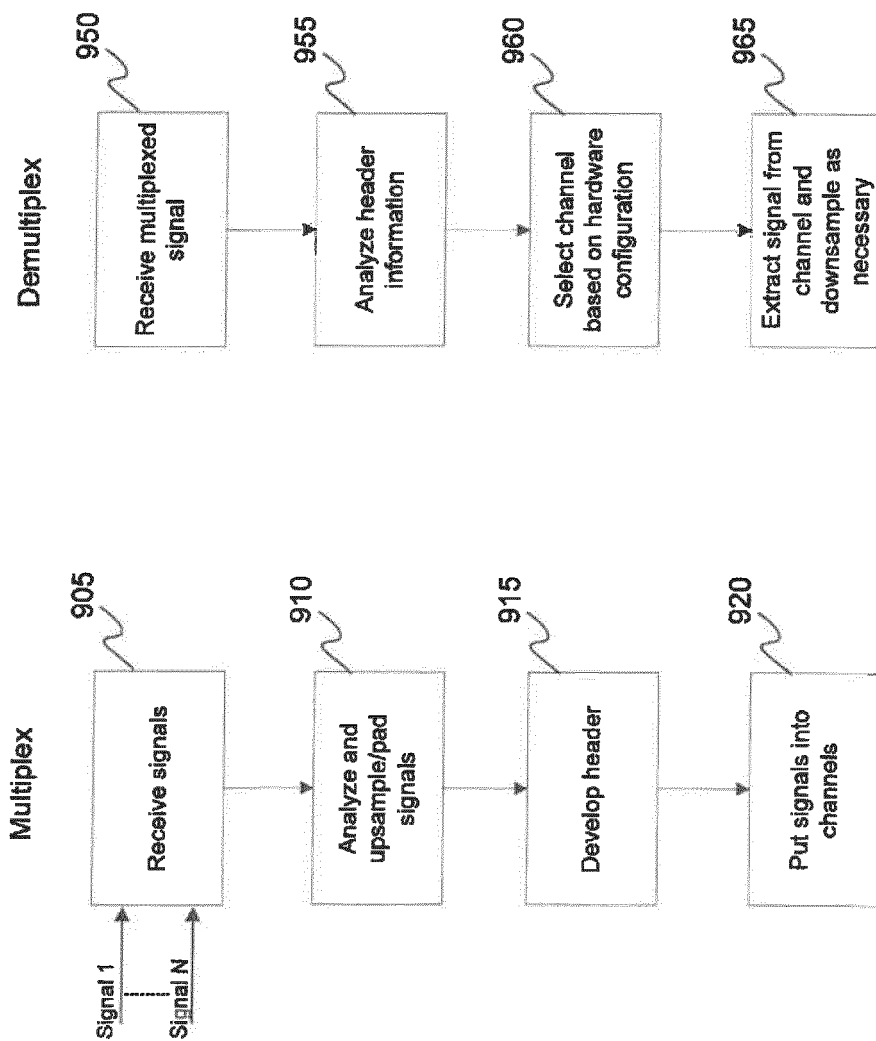 Multiplex
Signal 1
Signal N
905
Receive signals
910
Analyze and
upsample/pad
signals
915
Develop header
920
Put signals into
channels
Demultiplex
950
Receive multiplexed
signal
955
Analyze header
information
960
Select channel
based on hardware
configuration
965
Extract signal from
channel and
downsample as
necessary